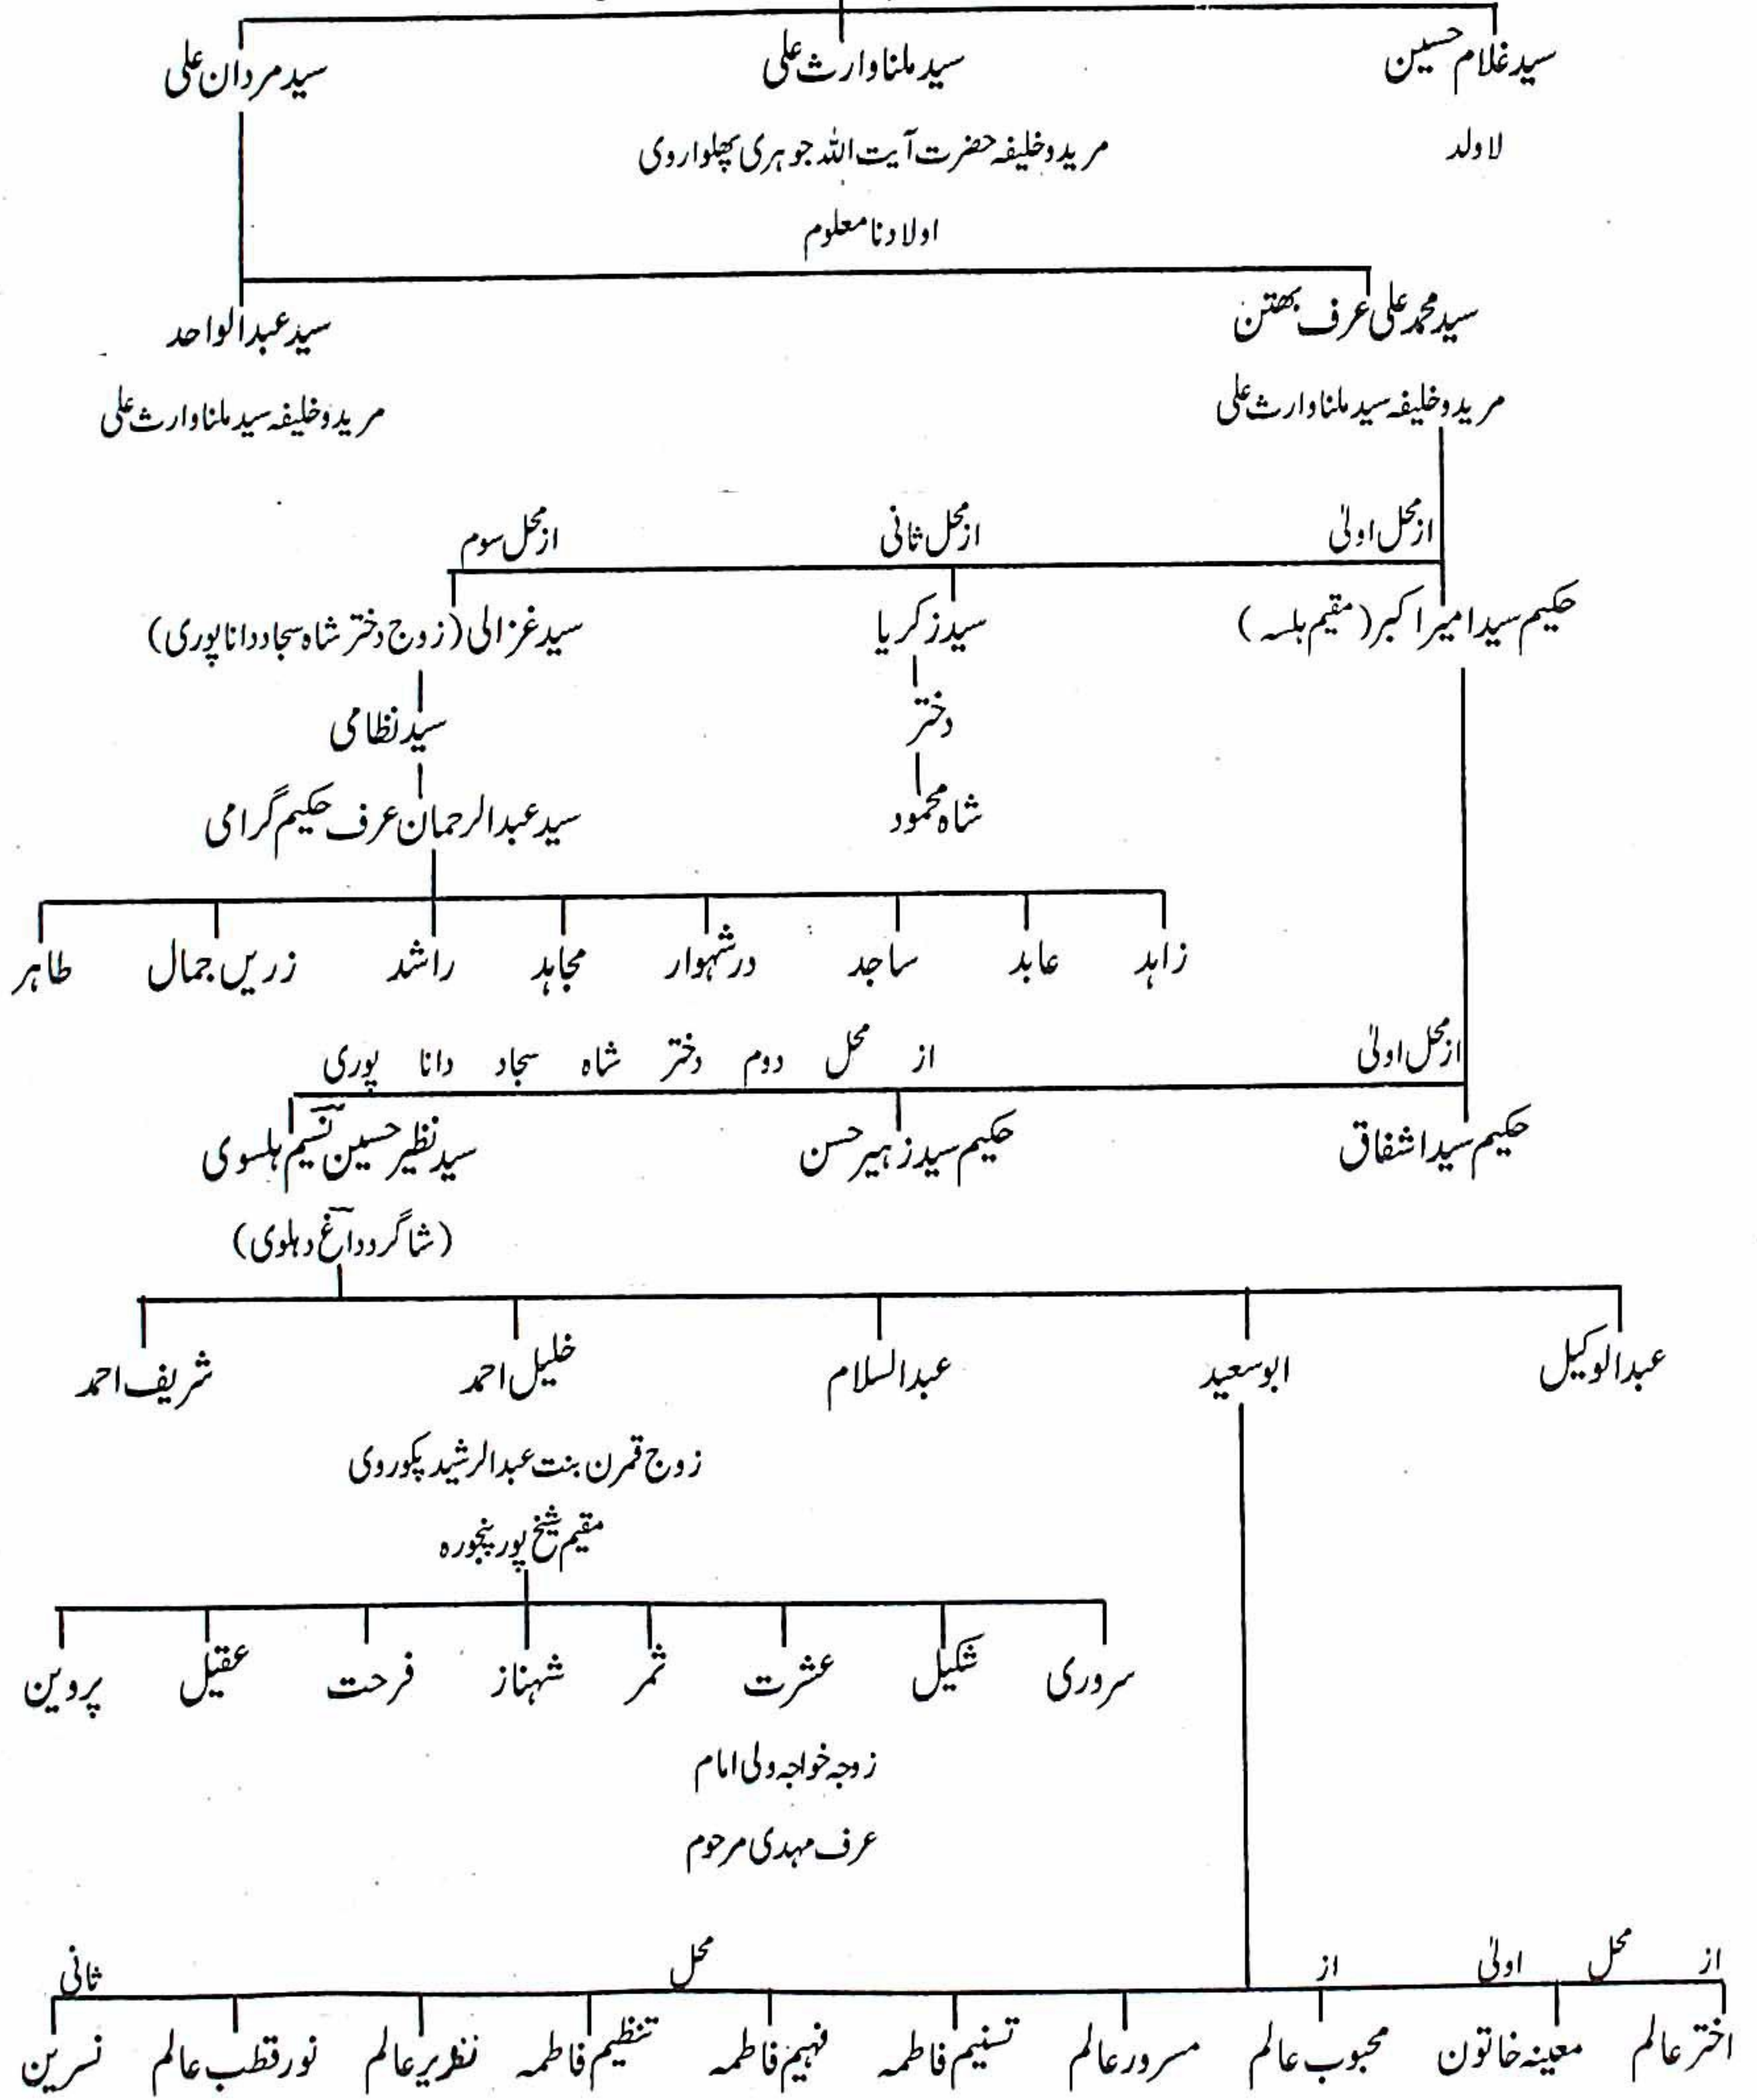 سید غلام حسین سید ملنا وارث علی سید مردان علی
لا ولد مرید و خلیفہ حضرت آیت اللہ جوہری پھلواروی
اولاد نا معلوم
سید محمد علی عرف بھتن سید عبدالواحد
مرید و خلیفہ سید ملنا وارث علی مرید و خلیفہ سید ملنا وارث علی
از محل اولیٰ از محل ثانی از محل سوم
حکیم سید امیر اکبر (مقیم ہلسہ) سید زکریا سید غزالی (زوج دختر شاہ سجاد داناپوری)
دختر سید نظامی
شاہ محمود سید عبدالرحمان عرف حکیم گرامی
زاہد عابد ساجد درشہوار مجاہد راشد زریں جمال طاہر
از محل اولیٰ از محل دوم دختر شاہ سجاد دانا پوری
حکیم سید اشفاق حکیم سید زہیر حسن سید نظیر حسین نسیم ہلسوی
(شاگرد داغ دہلوی)
عبدالوکیل ابوسعید عبدالسلام خلیل احمد شریف احمد
زوج قمرن بنت عبدالرشید پکوروی
مقیم شیخ پور پنجورہ
سروری شکیل عشرت ثمر شہناز فرحت عقیل پروین
زوجہ خواجہ ولی امام
عرف مہدی مرحوم
از محل اولیٰ از محل ثانی
اختر عالم معینہ خاتون محبوب عالم مسرور عالم تسنیم فاطمہ فہیم فاطمہ تنظیم فاطمہ نظریر عالم نور قطب عالم نسرین